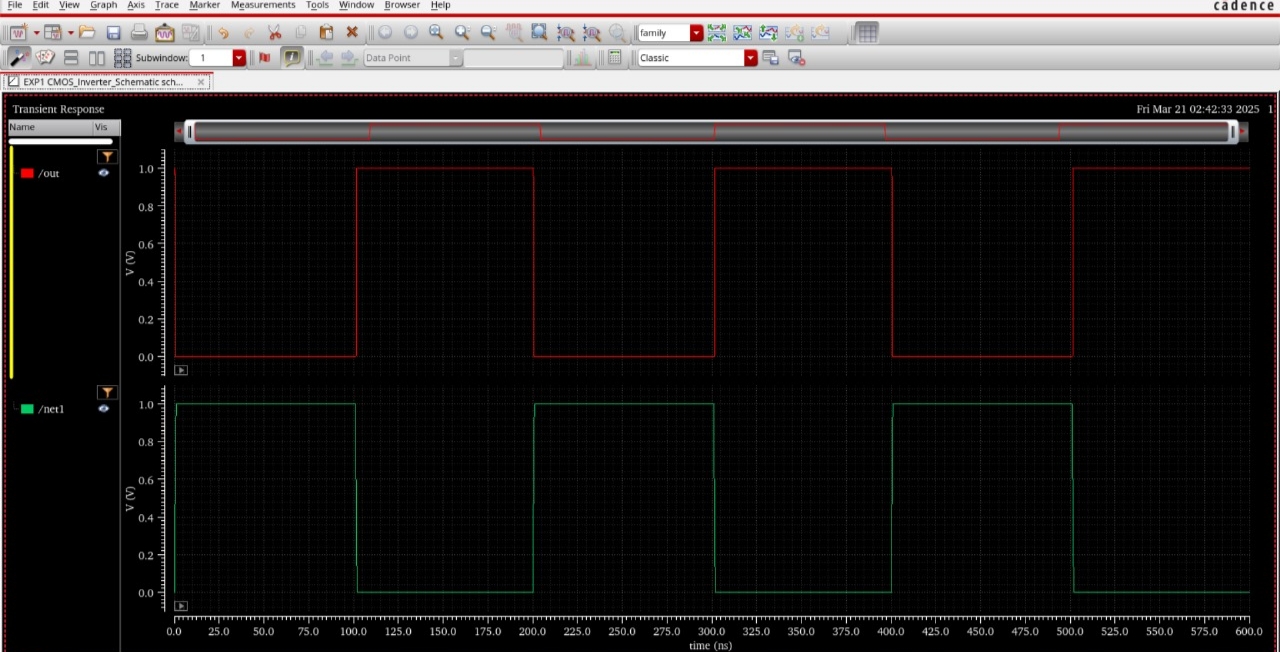 File Edit View Graph Axis Trace Marker Measurements Tools Window Browser Help
cadence
family
Subwindow: 1
Data Point
Classic
EXP1 CMOS_Inverter_Schematic sch...
Transient Response
Fri Mar 21 02:42:33 2025 1
Name Vis
/out
1.0
0.8
0.6
0.4
0.2
0.0
V (V)
/net1
1.0
0.8
0.6
0.4
0.2
0.0
V (V)
0.0 25.0 50.0 75.0 100.0 125.0 150.0 175.0 200.0 225.0 250.0 275.0 300.0 325.0 350.0 375.0 400.0 425.0 450.0 475.0 500.0 525.0 550.0 575.0 600.0
time (ns)